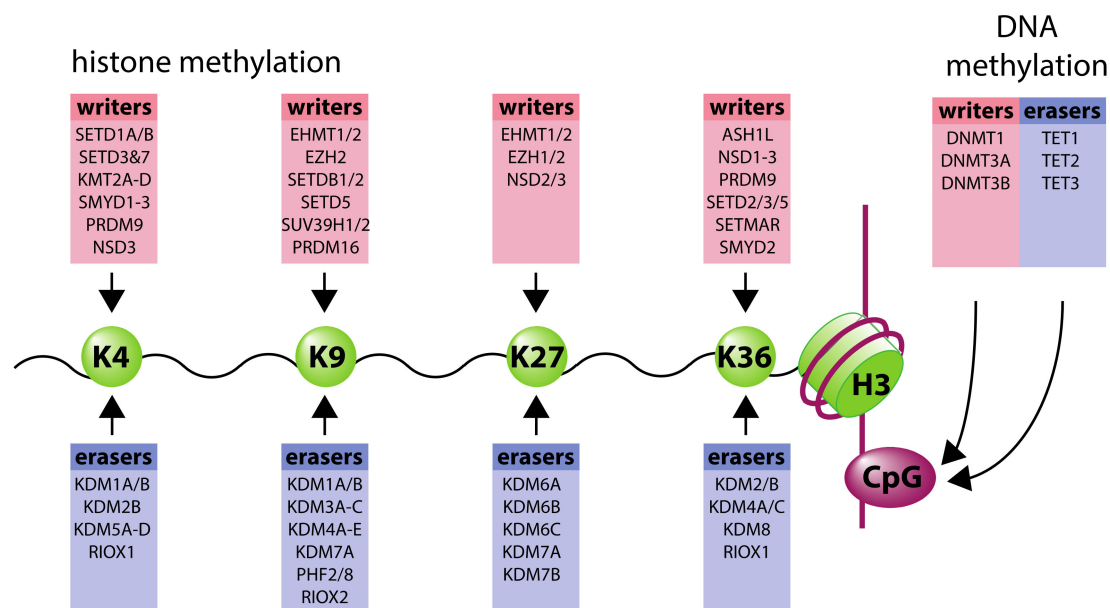 histone methylation
DNA
methylation
writers
SETD1A/B
SETD3&7
KMT2A-D
SMYD1-3
PRDM9
NSD3
writers
EHMT1/2
EZH2
SETDB1/2
SETD5
SUV39H1/2
PRDM16
writers
EHMT1/2
EZH1/2
NSD2/3
writers
ASH1L
NSD1-3
PRDM9
SETD2/3/5
SETMAR
SMYD2
writers
DNMT1
DNMT3A
DNMT3B
erasers
TET1
TET2
TET3
K4
K9
K27
K36
H3
CpG
erasers
KDM1A/B
KDM2B
KDM5A-D
RIOX1
erasers
KDM1A/B
KDM3A-C
KDM4A-E
KDM7A
PHF2/8
RIOX2
erasers
KDM6A
KDM6B
KDM6C
KDM7A
KDM7B
erasers
KDM2/B
KDM4A/C
KDM8
RIOX1